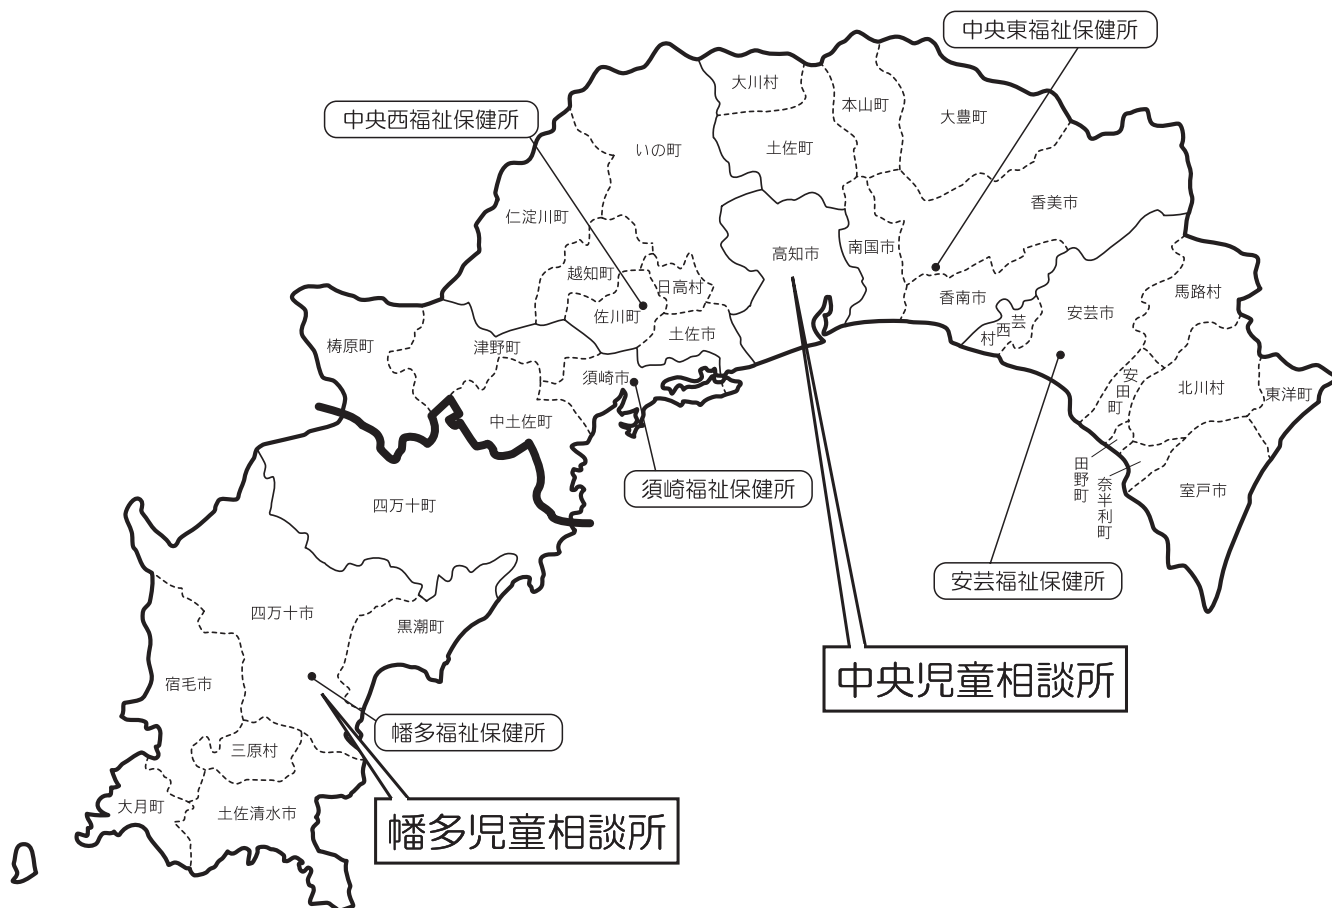 中央東福祉保健所
大川村
本山町
大豊町
中央西福祉保健所
いの町
土佐町
香美市
仁淀川町
高知市
南国市
越知町
日高村
香南市
馬路村
佐川町
土佐市
安芸市
芸西村
梼原町
津野町
須崎市
安田町
北川村
東洋町
中土佐町
田野町
奈半利町
室戸市
須崎福祉保健所
四万十町
安芸福祉保健所
四万十市
黒潮町
中央児童相談所
宿毛市
幡多福祉保健所
三原村
大月町
土佐清水市
幡多児童相談所